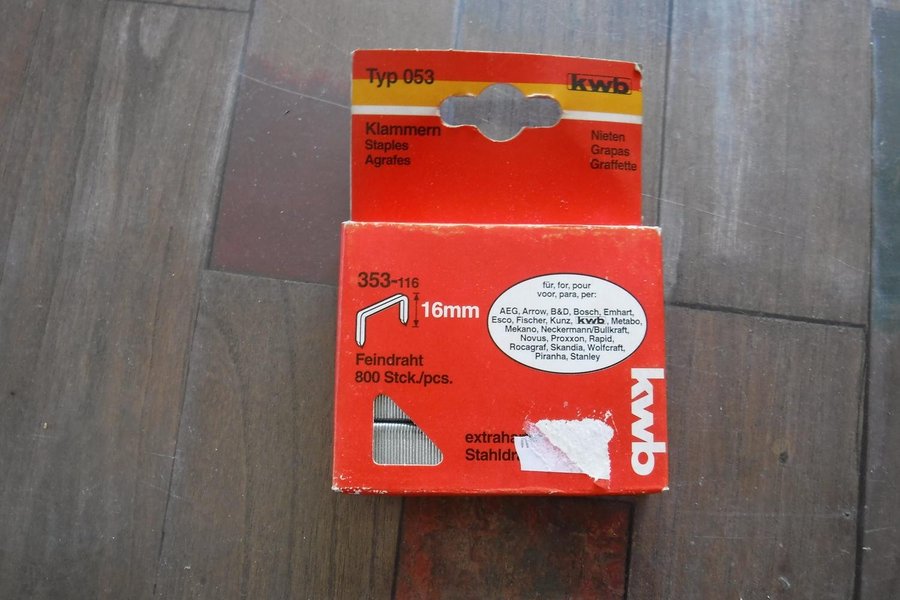 Typ 053
kwb
Klammern
Staples
Agrafes
Nieten
Grapas
Graffette
353-116
16mm
Feindraht
800 Stck./pcs.
für, for, pour
voor, para, per:
AEG, Arrow, B&D, Bosch, Emhart,
Esco, Fischer, Kunz, kwb, Metabo,
Mekano, Neckermann/Bullkraft,
Novus, Proxxon, Rapid,
Rocagraf, Skandia, Wolfcraft,
Piranha, Stanley
kwb